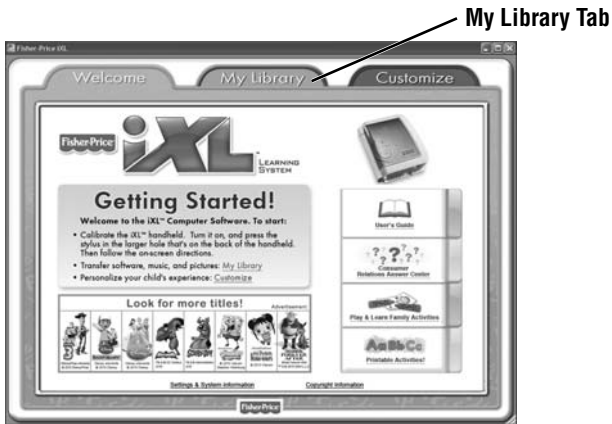 My Library Tab
Fisher-Price iXL
Welcome
My Library
Customize
Fisher-Price
iXL™
LEARNING
SYSTEM
Getting Started!
Welcome to the iXL™ Computer Software. To start:
• Calibrate the iXL™ handheld. Turn it on, and press the
stylus in the larger hole that's on the back of the handheld.
Then follow the on-screen directions.
• Transfer software, music, and pictures: My Library
• Personalize your child's experience: Customize
Look for more titles!
Advertisement
User's Guide
Consumer
Relations Answer Center
Play & Learn Family Activities
AaBbCc
Printable Activities!
Settings & System Information
Copyright Information
Fisher-Price